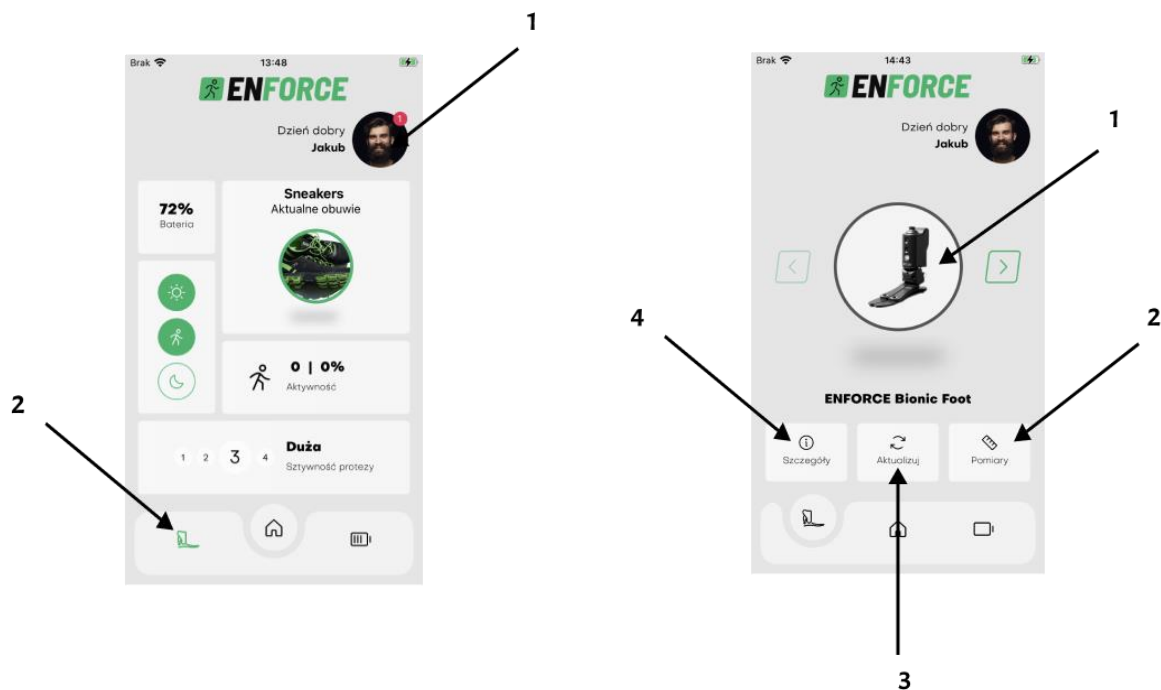 1
Brak 13:48
ENFORCE
Dzień dobry
1
Jakub
72%
Bateria
Sneakers
Aktualne obuwie
0 | 0%
Aktywność
2
1 2 3 4
Duża
Sztywność protezy
Brak 14:43
ENFORCE
Dzień dobry
Jakub
1
4
2
ENFORCE Bionic Foot
Szczegóły
Aktualizuj
Pomiary
3